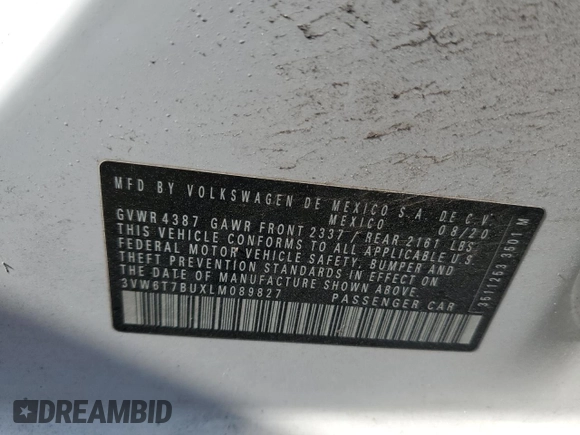 MFD BY VOLKSWAGEN DE MEXICO S.A. DE C.V.
MEXICO 08/20
GVWR 4387 GAWR FRONT 2337 / REAR 2161 LBS
THIS VEHICLE CONFORMS TO ALL APPLICABLE U.S.
FEDERAL MOTOR VEHICLE SAFETY, BUMPER AND
THEFT PREVENTION STANDARDS IN EFFECT ON
THE DATE OF MANUFACTURE SHOWN ABOVE.
3VW6T7BUXLM089827 PASSENGER CAR
3511253 3501 M
DREAMBID